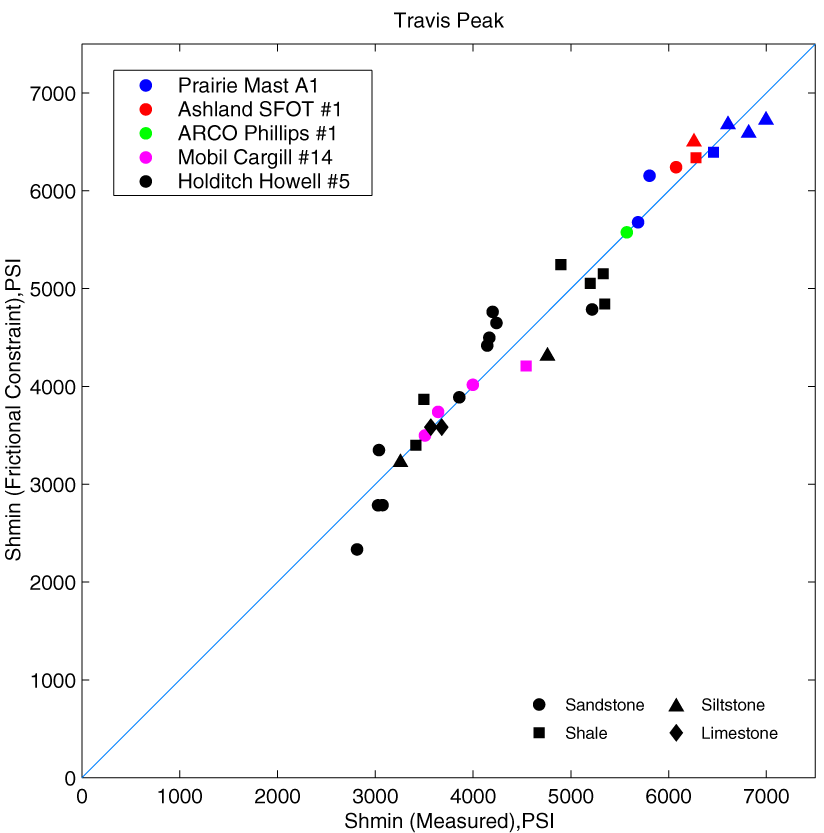 Travis Peak
Prairie Mast A1
Ashland SFOT #1
ARCO Phillips #1
Mobil Cargill #14
Holditch Howell #5
7000
6000
5000
4000
3000
2000
1000
0
Shmin (Frictional Constraint),PSI
Sandstone
Siltstone
Shale
Limestone
0 1000 2000 3000 4000 5000 6000 7000
Shmin (Measured),PSI